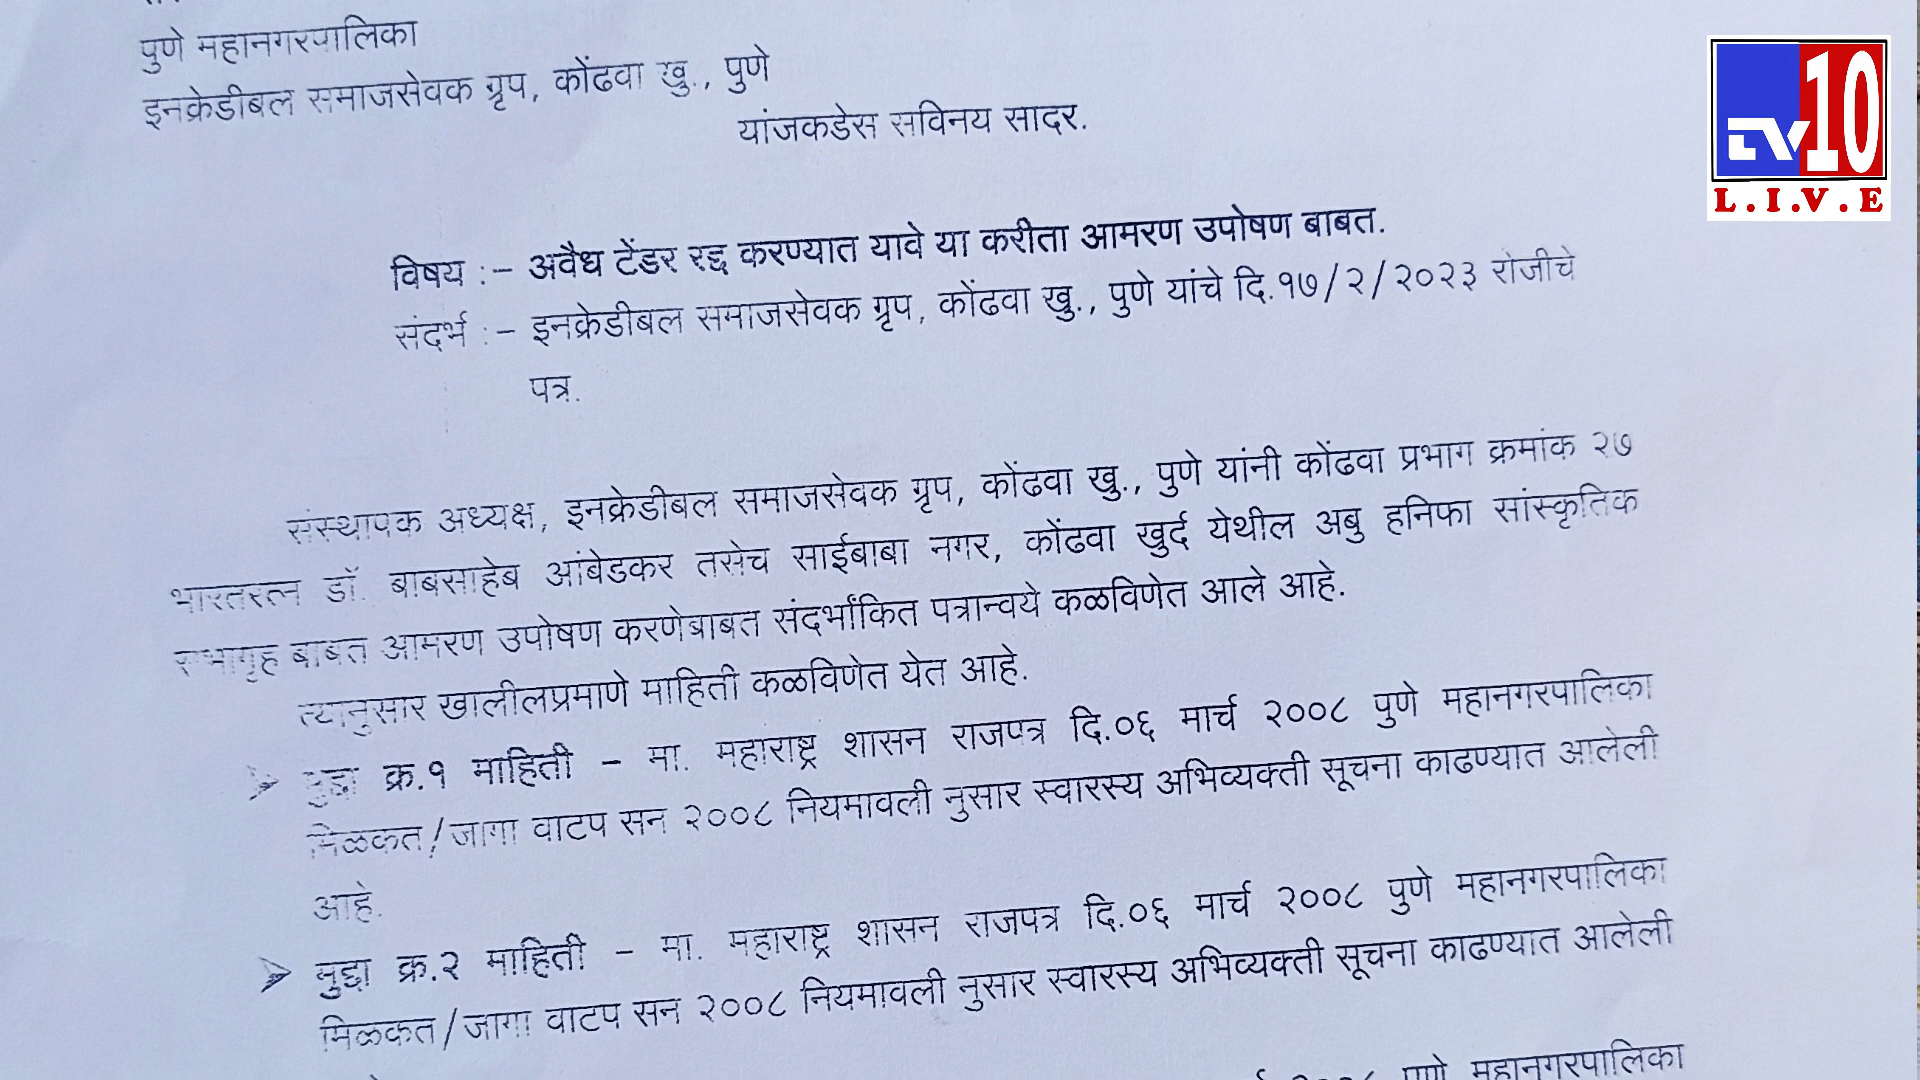 पुणे महानगरपालिका
इनक्रेडीबल समाजसेवक ग्रृप, कोंढवा खु., पुणे
यांजकडेस सविनय सादर.
विषय :- अवैध टेंडर रद्द करण्यात यावे या करीता आमरण उपोषण बाबत.
संदर्भ :- इनक्रेडीबल समाजसेवक ग्रृप, कोंढवा खु., पुणे यांचे दि.१७/२/२०२३ रोजीचे
पत्र.
संस्थापक अध्यक्ष, इनक्रेडीबल समाजसेवक ग्रृप, कोंढवा खु., पुणे यांनी कोंढवा प्रभाग क्रमांक २७
भारतरत्न डॉ. बाबसाहेब आंबेडकर तसेच साईबाबा नगर, कोंढवा खुर्द येथील अबु हनिफा सांस्कृतिक
सभागृह बाबत आमरण उपोषण करणेबाबत संदर्भांकित पत्रान्वये कळविणेत आले आहे.
त्यानुसार खालीलप्रमाणे माहिती कळविणेत येत आहे.
मुद्दा क्र.१ माहिती - मा. महाराष्ट्र शासन राजपत्र दि.०६ मार्च २००८ पुणे महानगरपालिका
मिळकत/जागा वाटप सन २००८ नियमावली नुसार स्वारस्य अभिव्यक्ती सूचना काढण्यात आलेली
आहे.
मुद्दा क्र.२ माहिती - मा. महाराष्ट्र शासन राजपत्र दि.०६ मार्च २००८ पुणे महानगरपालिका
मिळकत/जागा वाटप सन २००८ नियमावली नुसार स्वारस्य अभिव्यक्ती सूचना काढण्यात आलेली
२००८ पुणे महानगरपालिका
tv10
L.I.V.E